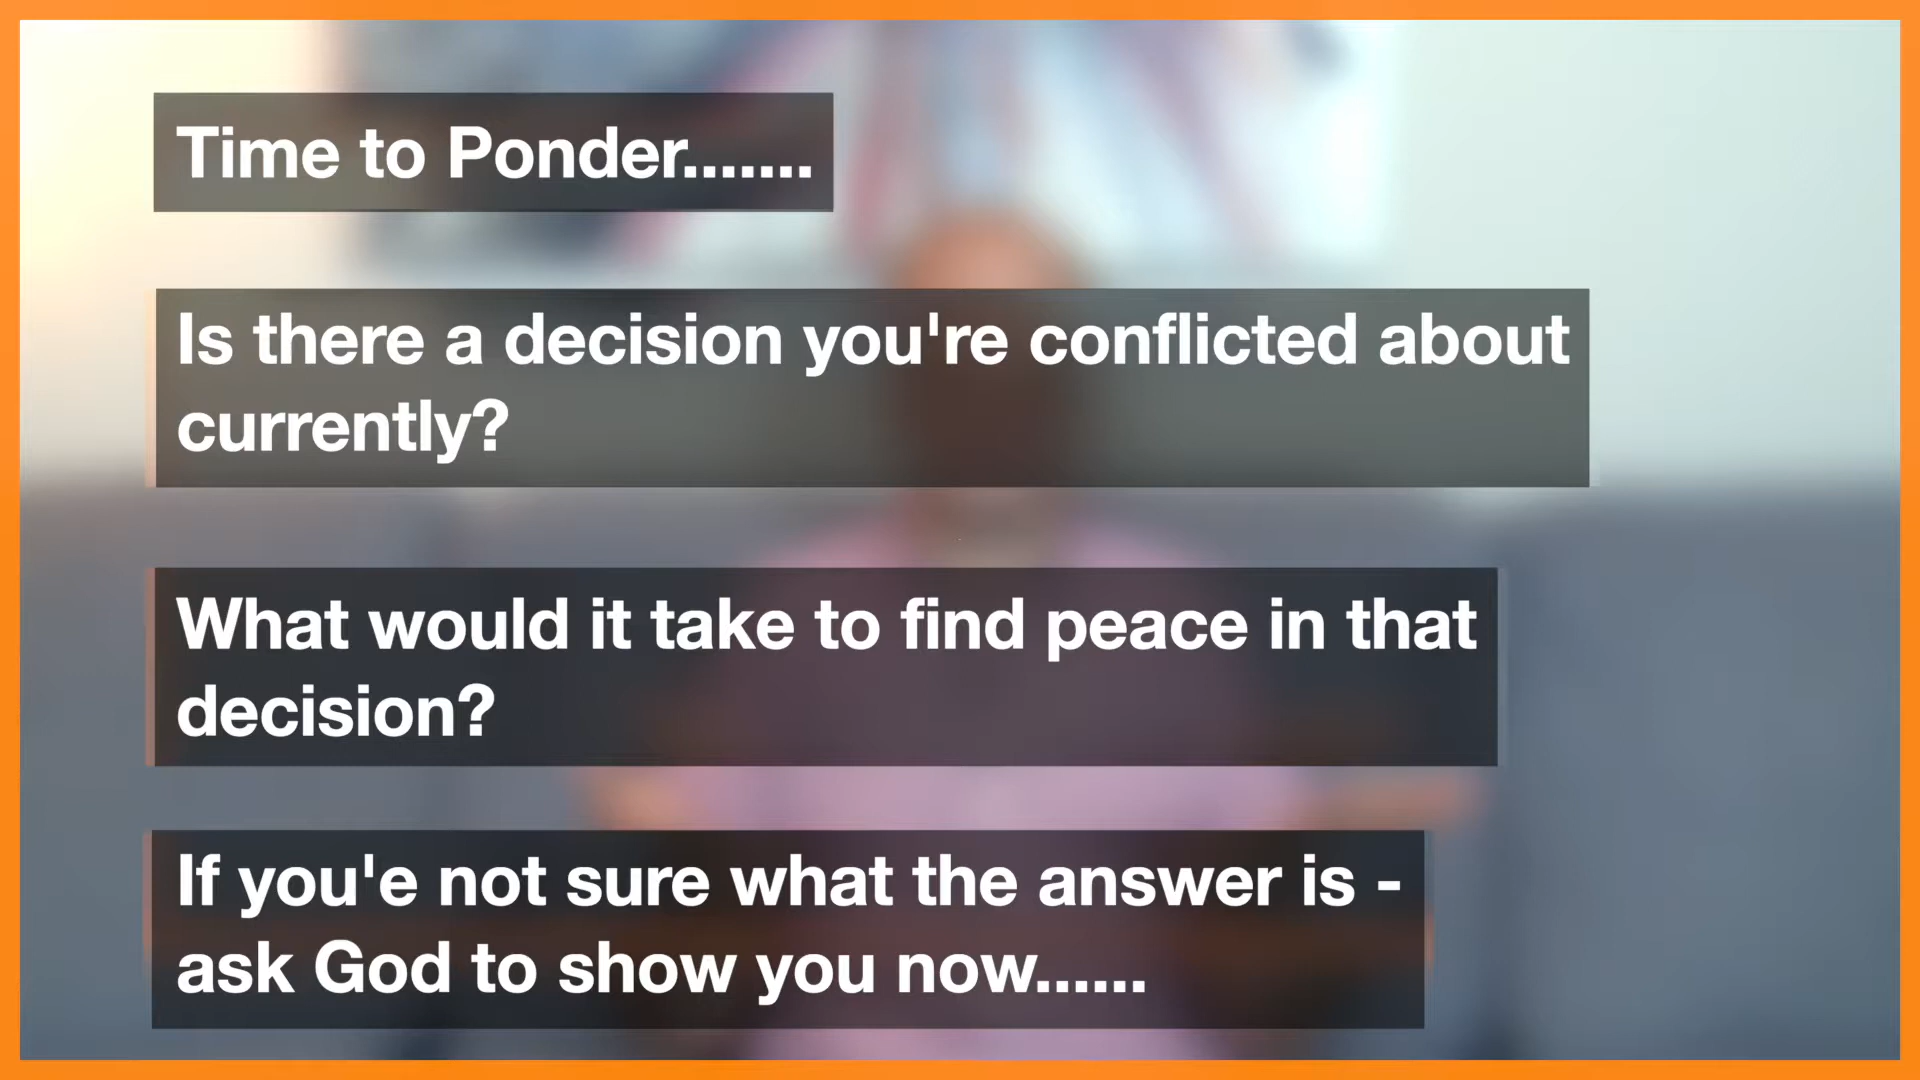 Time to Ponder.......
Is there a decision you're conflicted about
currently?
What would it take to find peace in that
decision?
If you'e not sure what the answer is -
ask God to show you now......